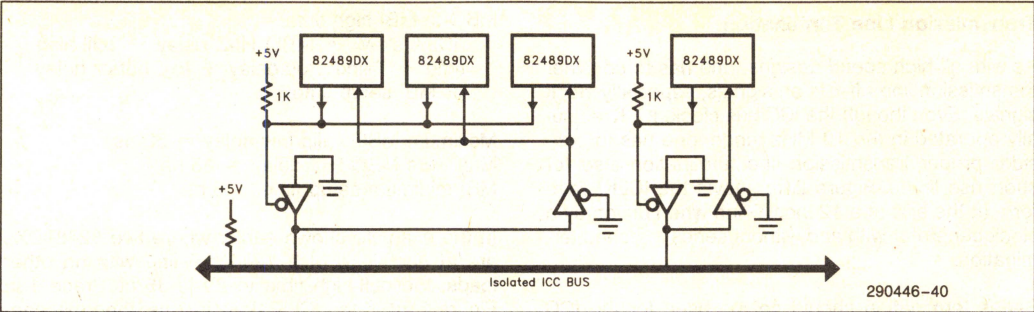 +5V
82489DX
82489DX
82489DX
+5V
82489DX
1K
1K
+5V
Isolated ICC BUS
290446-40